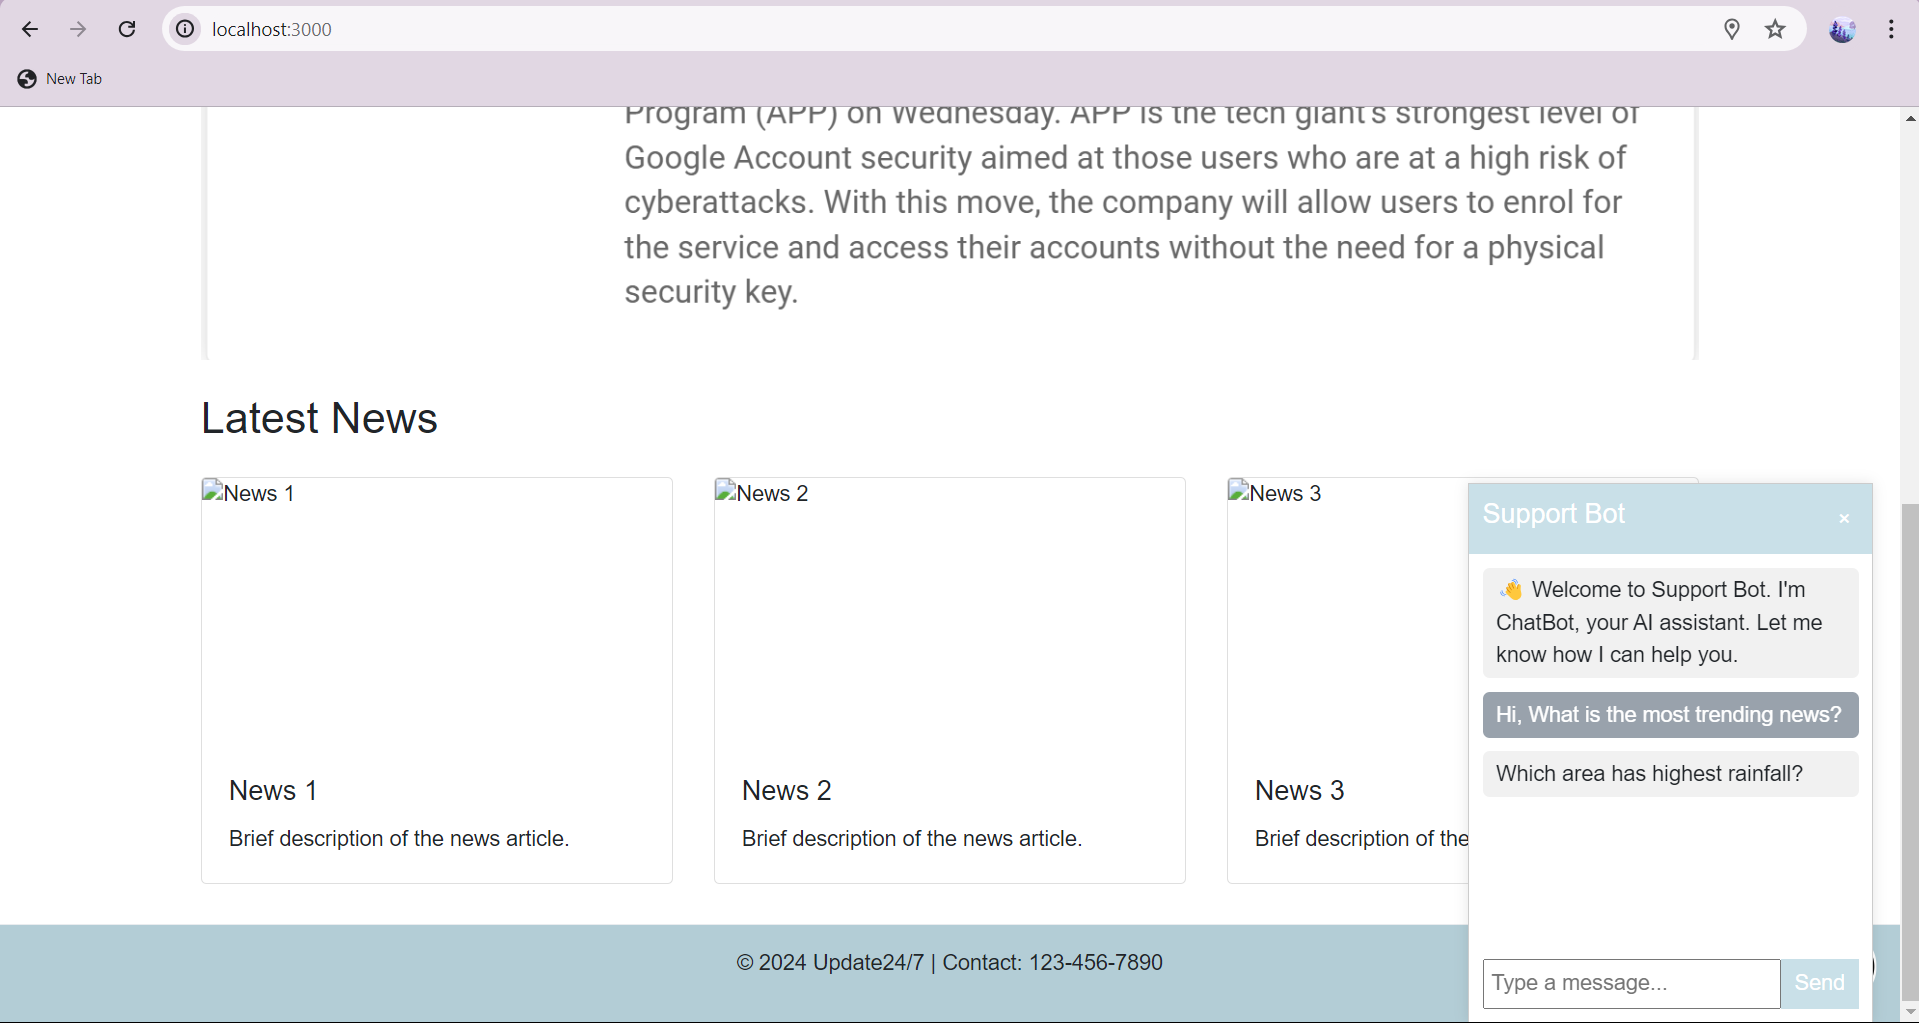 localhost:3000
New Tab
Program (APP) on Wednesday. APP is the tech giant's strongest level of
Google Account security aimed at those users who are at a high risk of
cyberattacks. With this move, the company will allow users to enrol for
the service and access their accounts without the need for a physical
security key.
Latest News
News 1
News 2
News 3
News 1
Brief description of the news article.
News 2
Brief description of the news article.
News 3
Brief description of the
© 2024 Update24/7 | Contact: 123-456-7890
Support Bot
×
👋 Welcome to Support Bot. I'm
ChatBot, your AI assistant. Let me
know how I can help you.
Hi, What is the most trending news?
Which area has highest rainfall?
Type a message...
Send